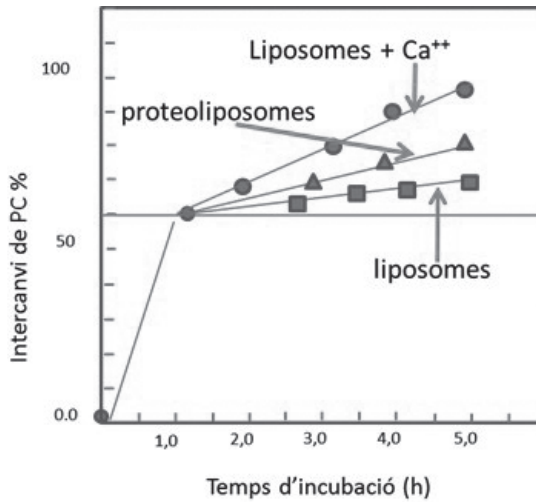 Liposomes + Ca⁺⁺
proteoliposomes
liposomes
Intercanvi de PC %
100
50
0.0
1,0 2,0 3,0 4,0 5,0
Temps d'incubació (h)